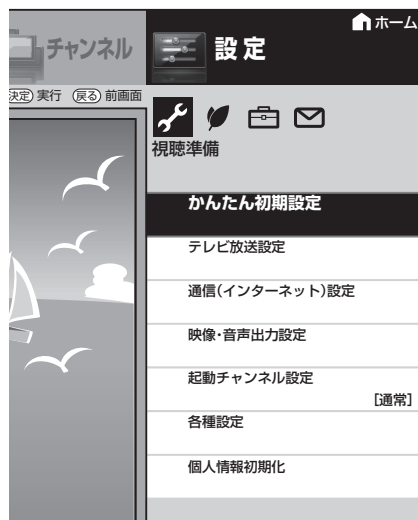 ホーム
チャンネル 設定
決定 実行 戻る 前画面
視聴準備
かんたん初期設定
テレビ放送設定
通信(インターネット)設定
映像・音声出力設定
起動チャンネル設定
[通常]
各種設定
個人情報初期化